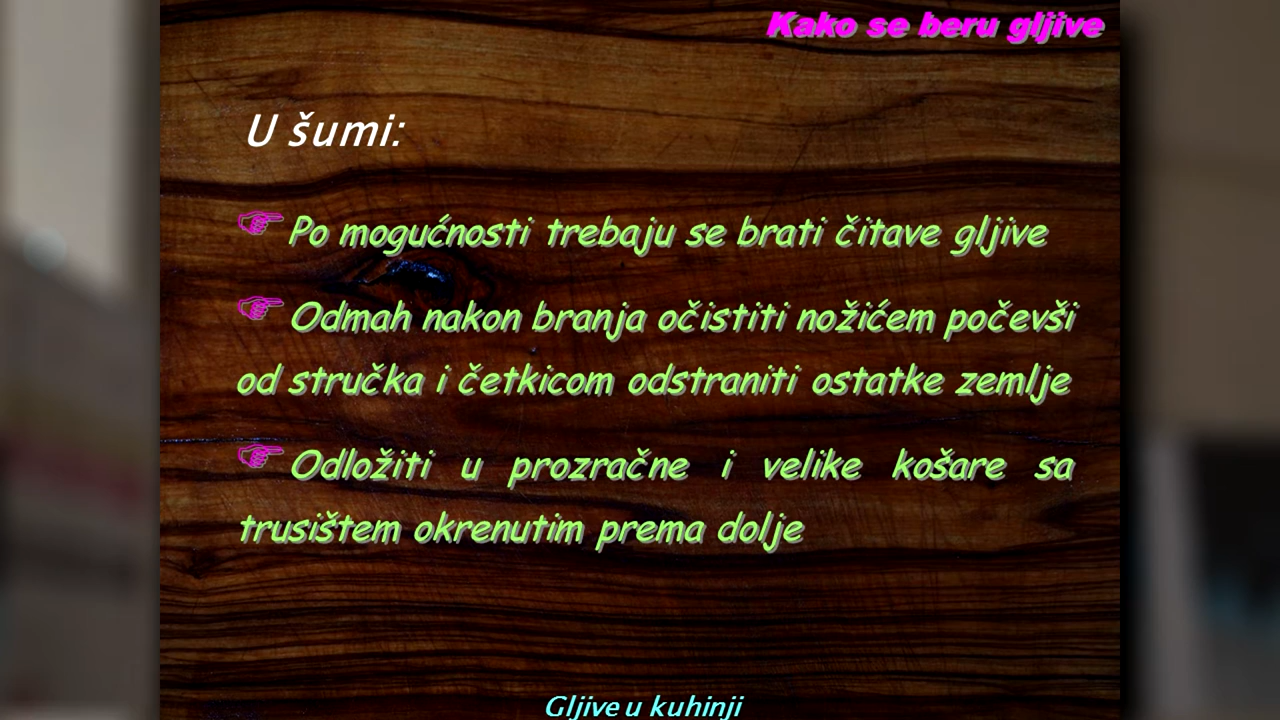 Kako se beru gljive
U šumi:
Po mogućnosti trebaju se brati čitave gljive
Odmah nakon branja očistiti nožićem počevši
od stručka i četkicom odstraniti ostatke zemlje
Odložiti u prozračne i velike košare sa
trusištem okrenutim prema dolje
Gljive u kuhinji